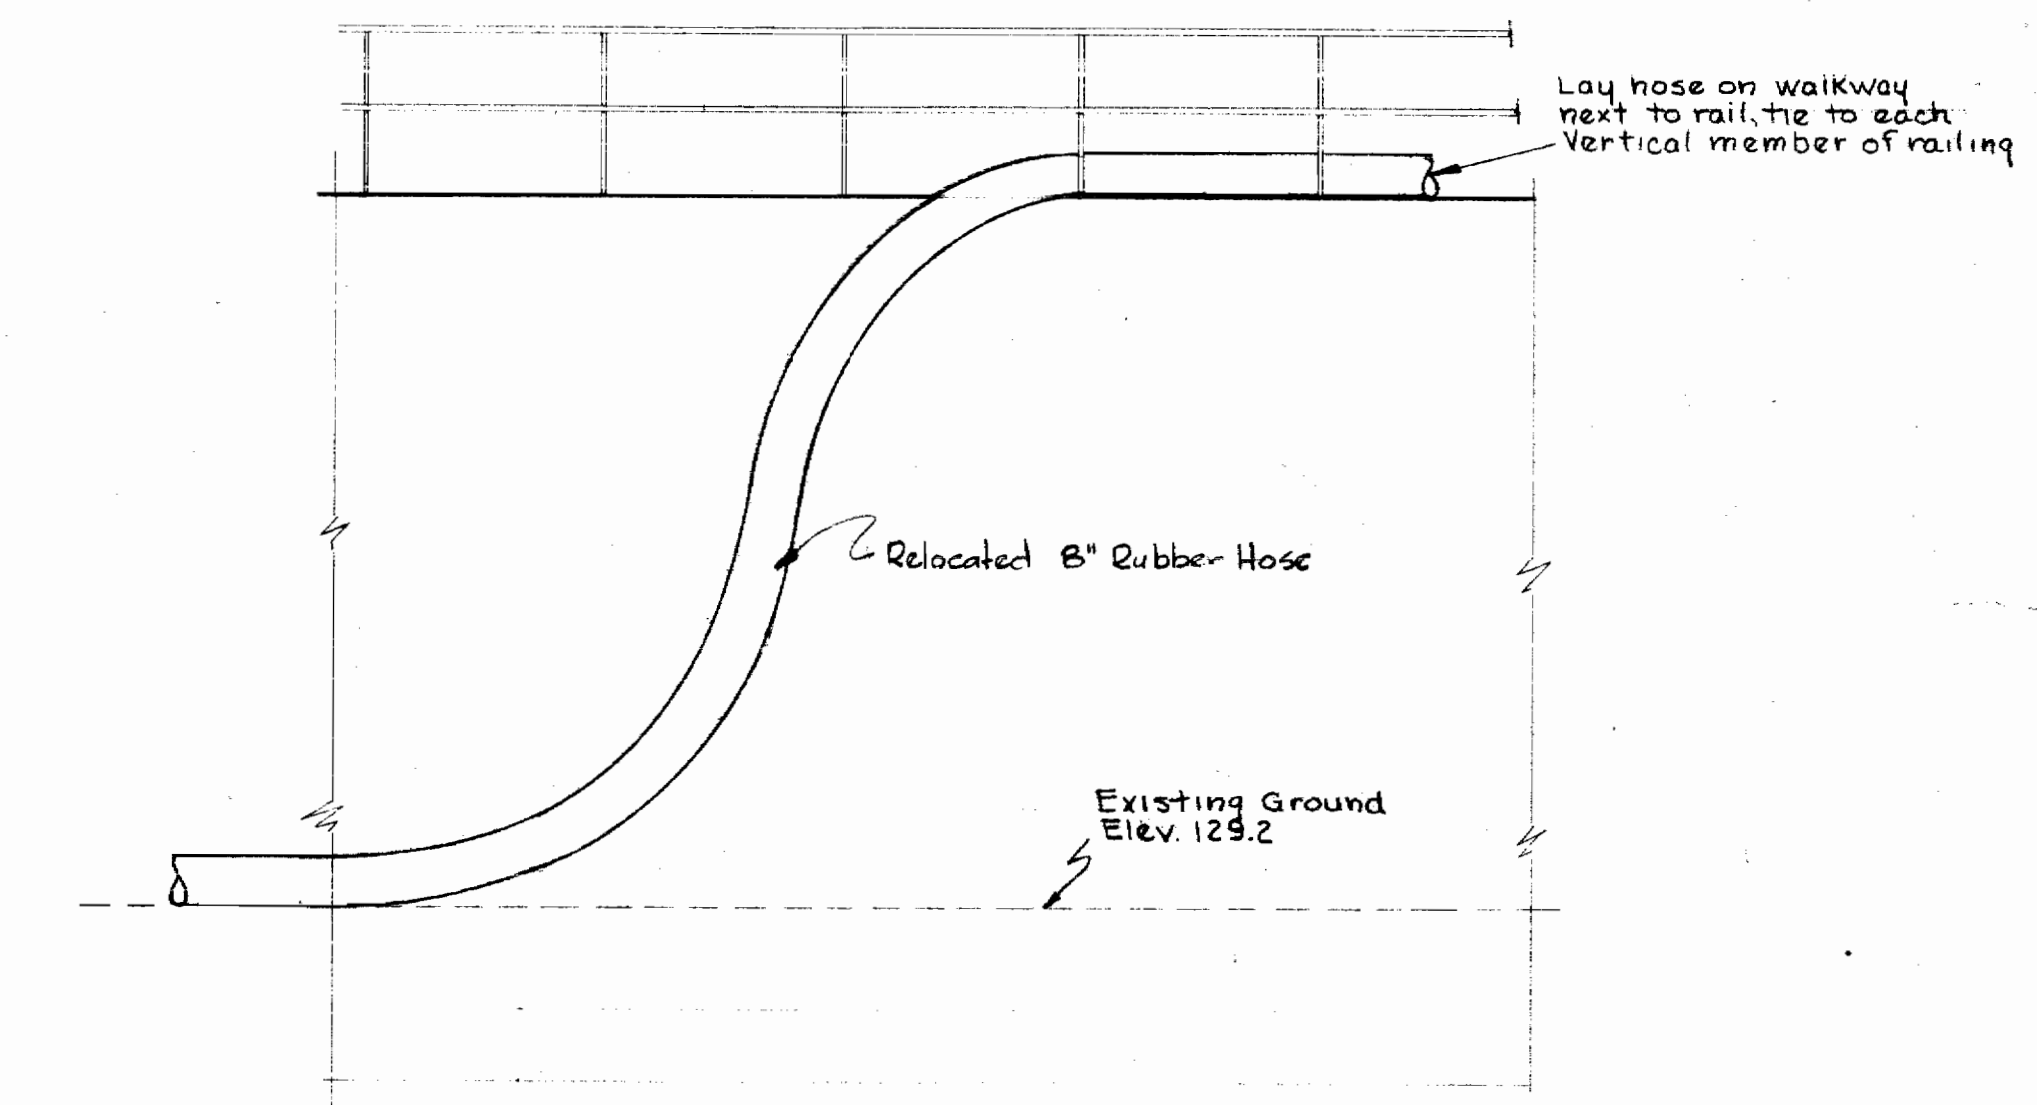 Lay hose on walkway
next to rail, tie to each
Vertical member of railing
Relocated 8" Rubber Hose
Existing Ground
Elev. 129.2